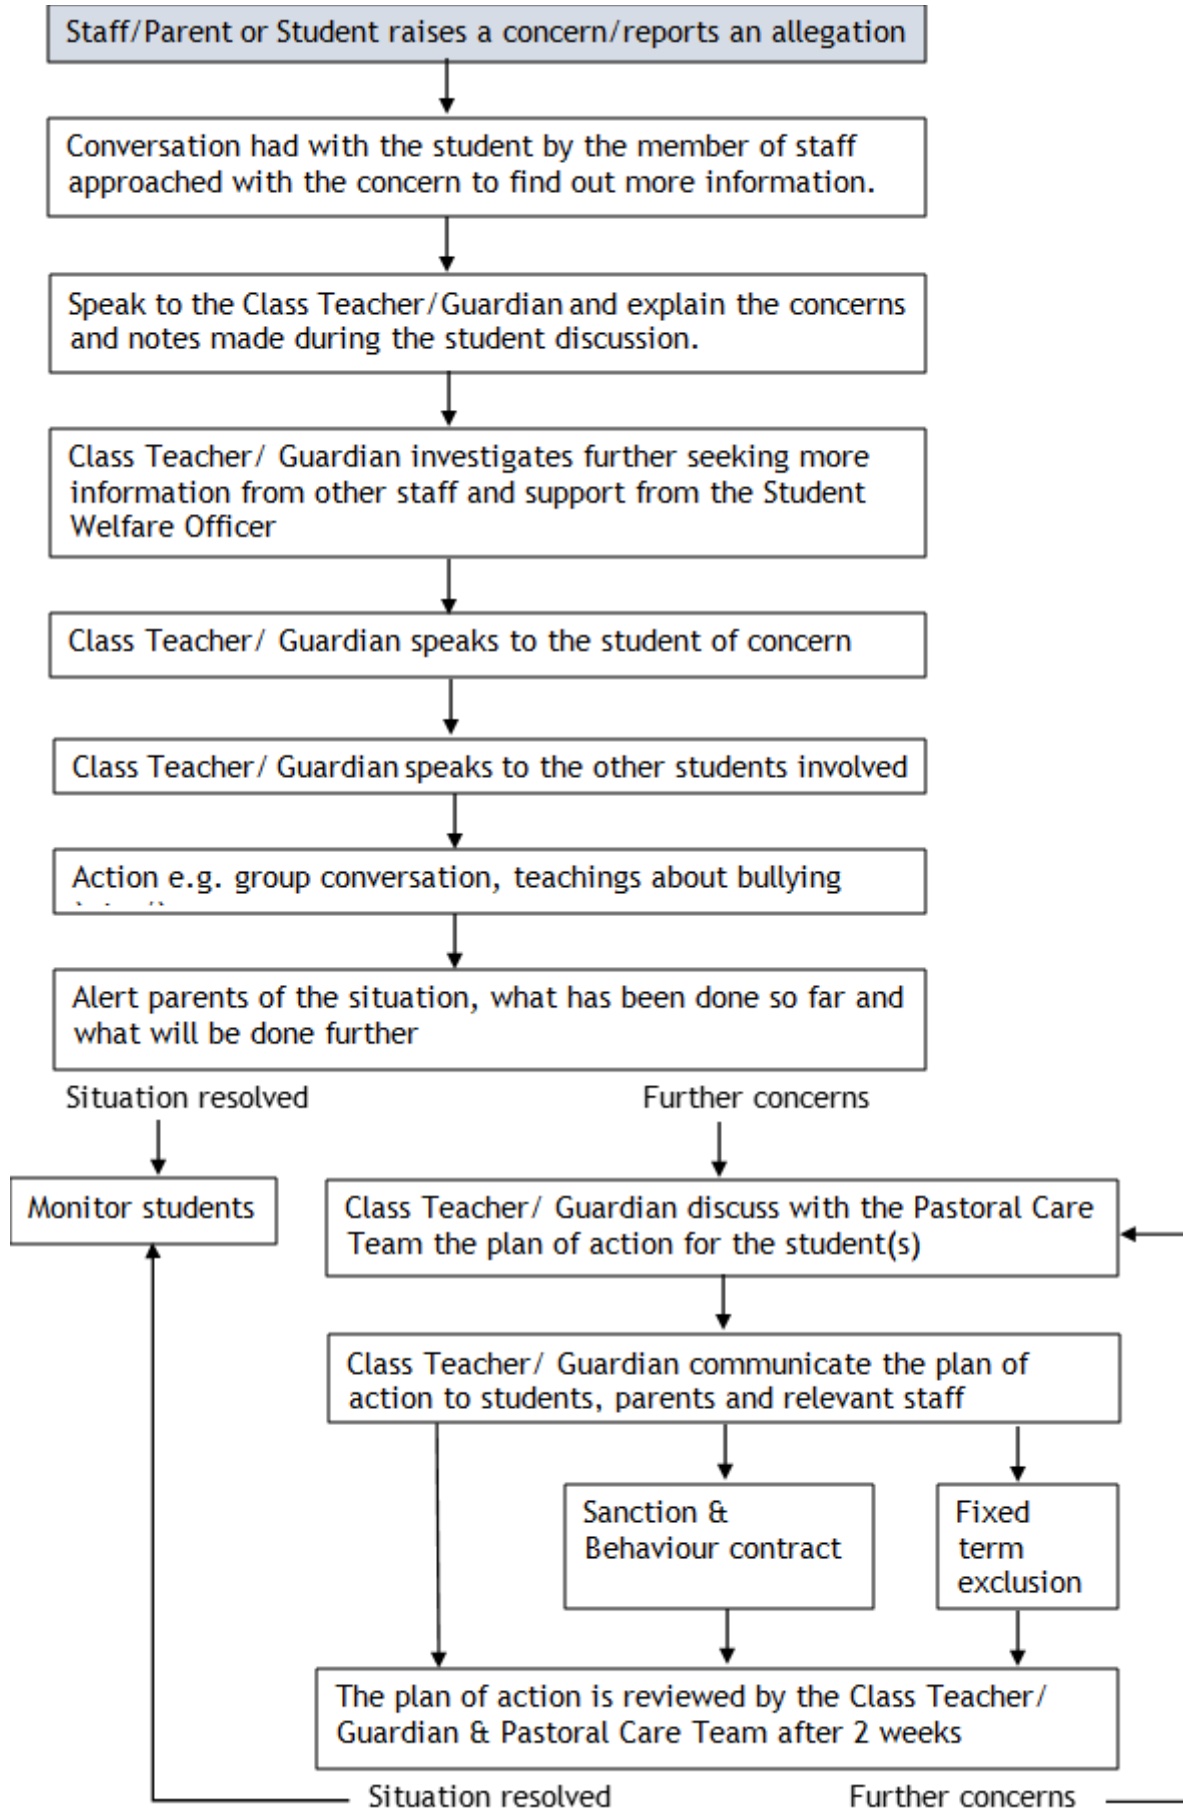 Staff/Parent or Student raises a concern/reports an allegation
Conversation had with the student by the member of staff
approached with the concern to find out more information.
Speak to the Class Teacher/Guardian and explain the concerns
and notes made during the student discussion.
Class Teacher/ Guardian investigates further seeking more
information from other staff and support from the Student
Welfare Officer
Class Teacher/ Guardian speaks to the student of concern
Class Teacher/ Guardian speaks to the other students involved
Action e.g. group conversation, teachings about bullying
Alert parents of the situation, what has been done so far and
what will be done further
Situation resolved
Further concerns
Monitor students
Class Teacher/ Guardian discuss with the Pastoral Care
Team the plan of action for the student(s)
Class Teacher/ Guardian communicate the plan of
action to students, parents and relevant staff
Sanction &
Behaviour contract
Fixed
term
exclusion
The plan of action is reviewed by the Class Teacher/
Guardian & Pastoral Care Team after 2 weeks
Situation resolved
Further concerns